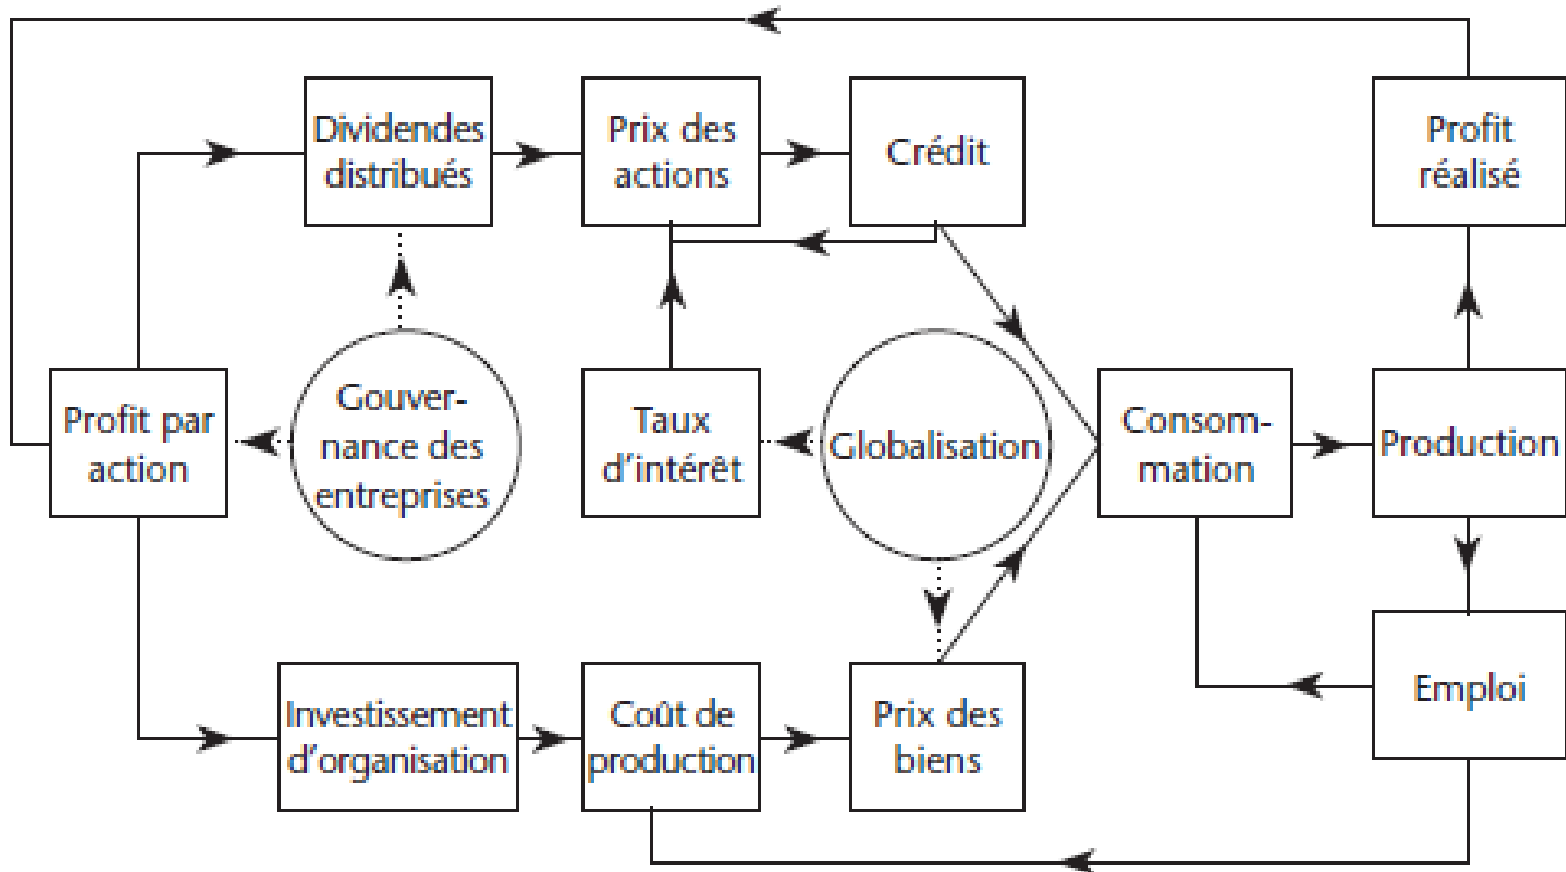 Dividendes
distribués
Prix des
actions
Crédit
Profit
réalisé
Profit par
action
Gouver-
nance des
entreprises
Taux
d'intérêt
Globalisation
Consom-
mation
Production
Investissement
d'organisation
Coût de
production
Prix des
biens
Emploi